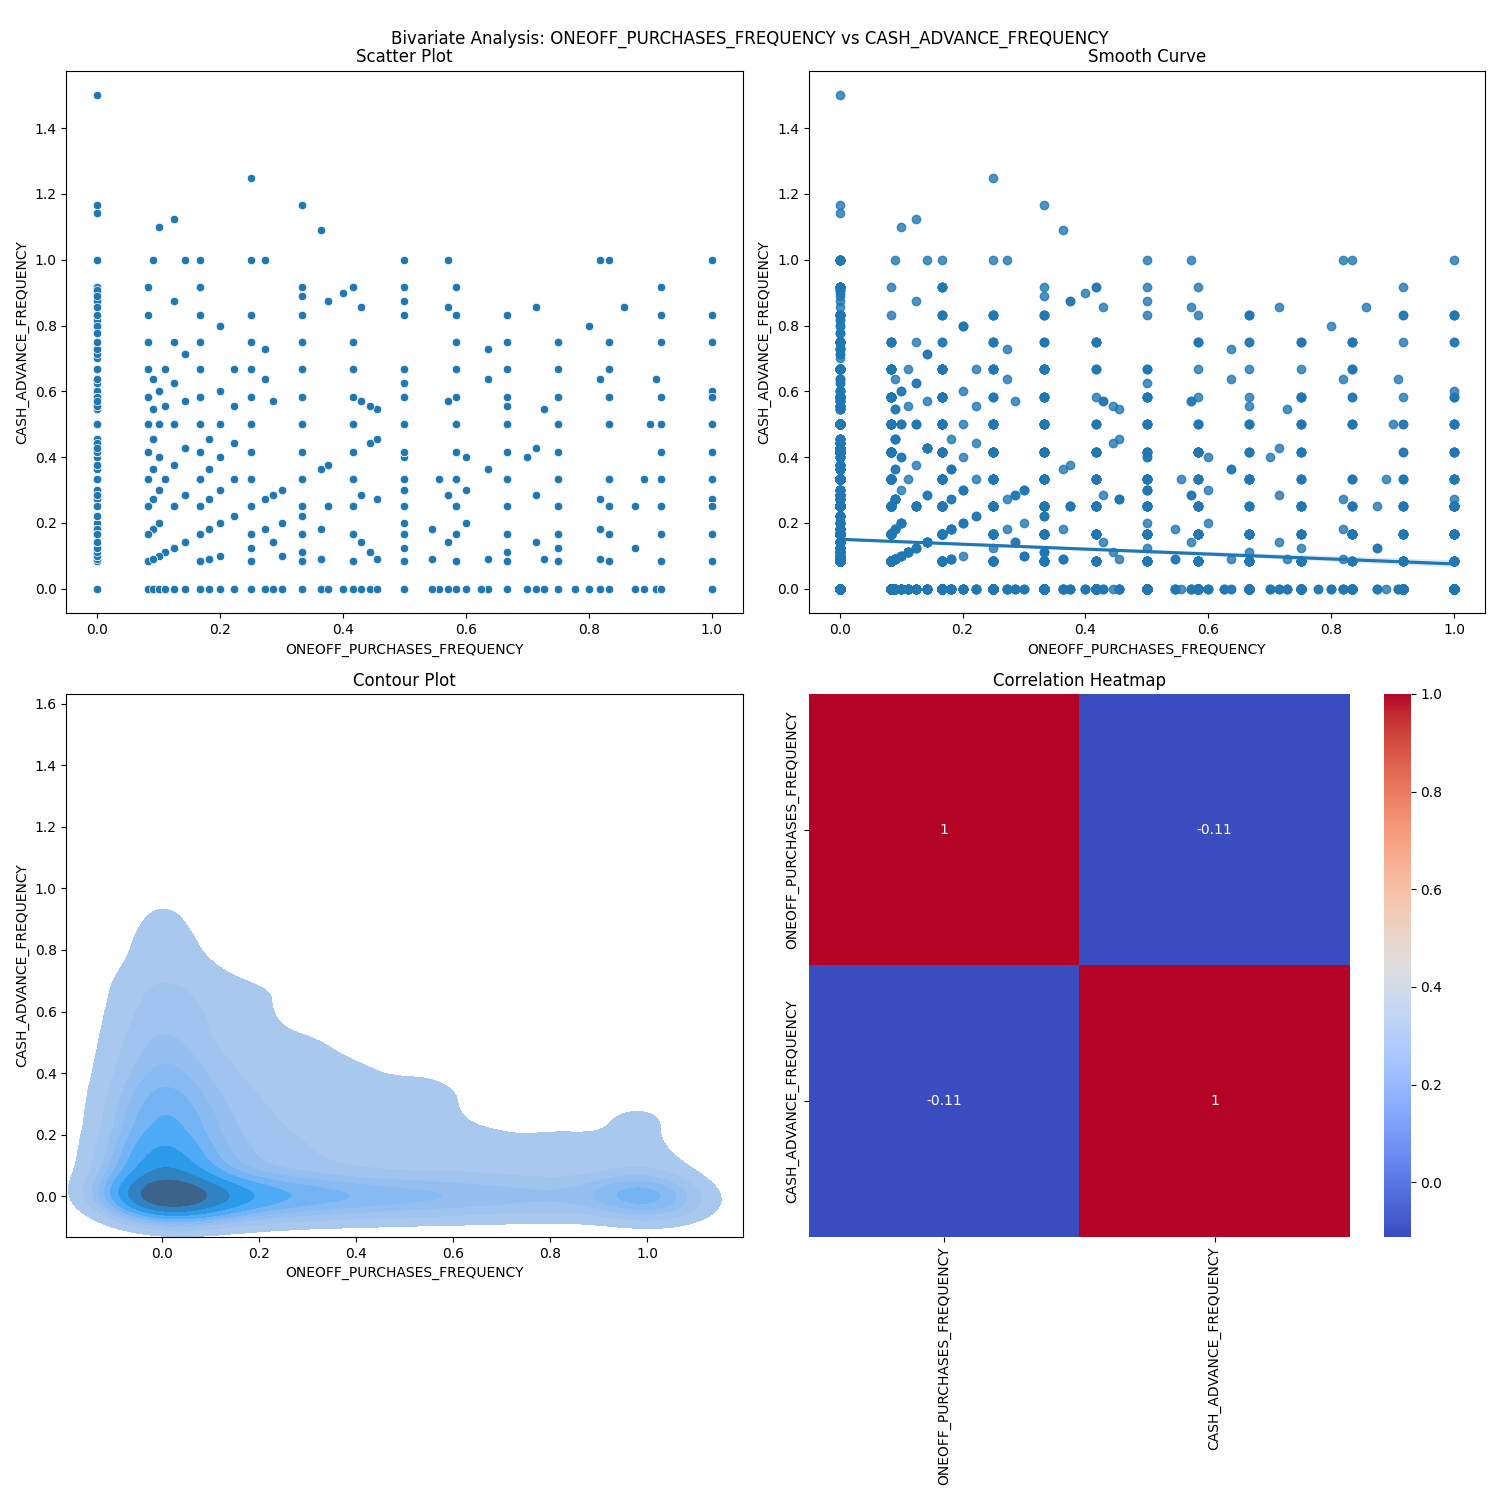 Bivariate Analysis: ONEOFF_PURCHASES_FREQUENCY vs CASH_ADVANCE_FREQUENCY
Scatter Plot
CASH_ADVANCE_FREQUENCY
1.4
1.2
1.0
0.8
0.6
0.4
0.2
0.0
0.0 0.2 0.4 0.6 0.8 1.0
ONEOFF_PURCHASES_FREQUENCY
Smooth Curve
CASH_ADVANCE_FREQUENCY
1.4
1.2
1.0
0.8
0.6
0.4
0.2
0.0
0.0 0.2 0.4 0.6 0.8 1.0
ONEOFF_PURCHASES_FREQUENCY
Contour Plot
CASH_ADVANCE_FREQUENCY
1.6
1.4
1.2
1.0
0.8
0.6
0.4
0.2
0.0
0.0 0.2 0.4 0.6 0.8 1.0
ONEOFF_PURCHASES_FREQUENCY
Correlation Heatmap
ONEOFF_PURCHASES_FREQUENCY
CASH_ADVANCE_FREQUENCY
1 -0.11
-0.11 1
ONEOFF_PURCHASES_FREQUENCY
CASH_ADVANCE_FREQUENCY
1.0
0.8
0.6
0.4
0.2
0.0